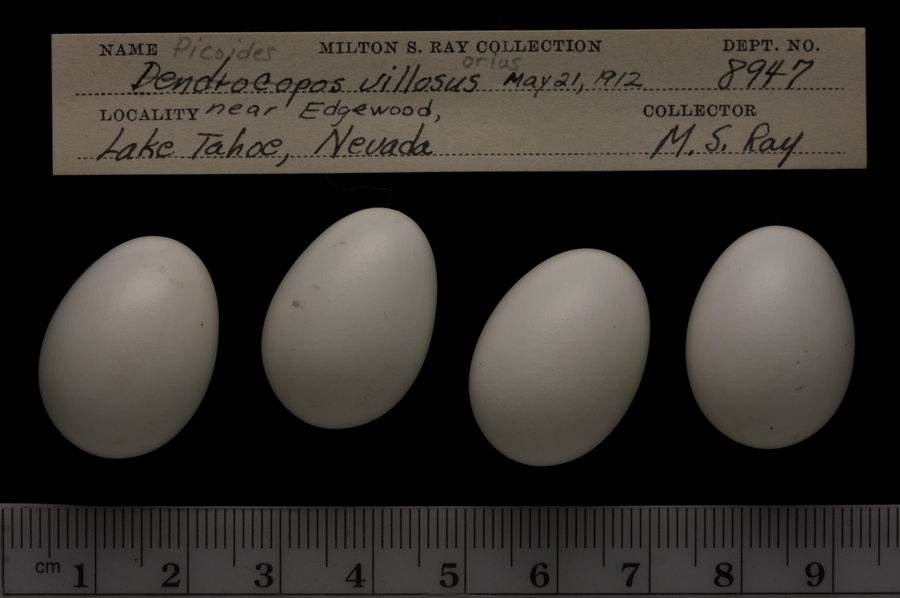 NAME Picoides MILTON S. RAY COLLECTION DEPT. NO.
orius
Dendrocopos villosus May 21, 1912 8947
LOCALITY near Edgewood, COLLECTOR
Lake Tahoe, Nevada M. S. Ray
cm 1 2 3 4 5 6 7 8 9